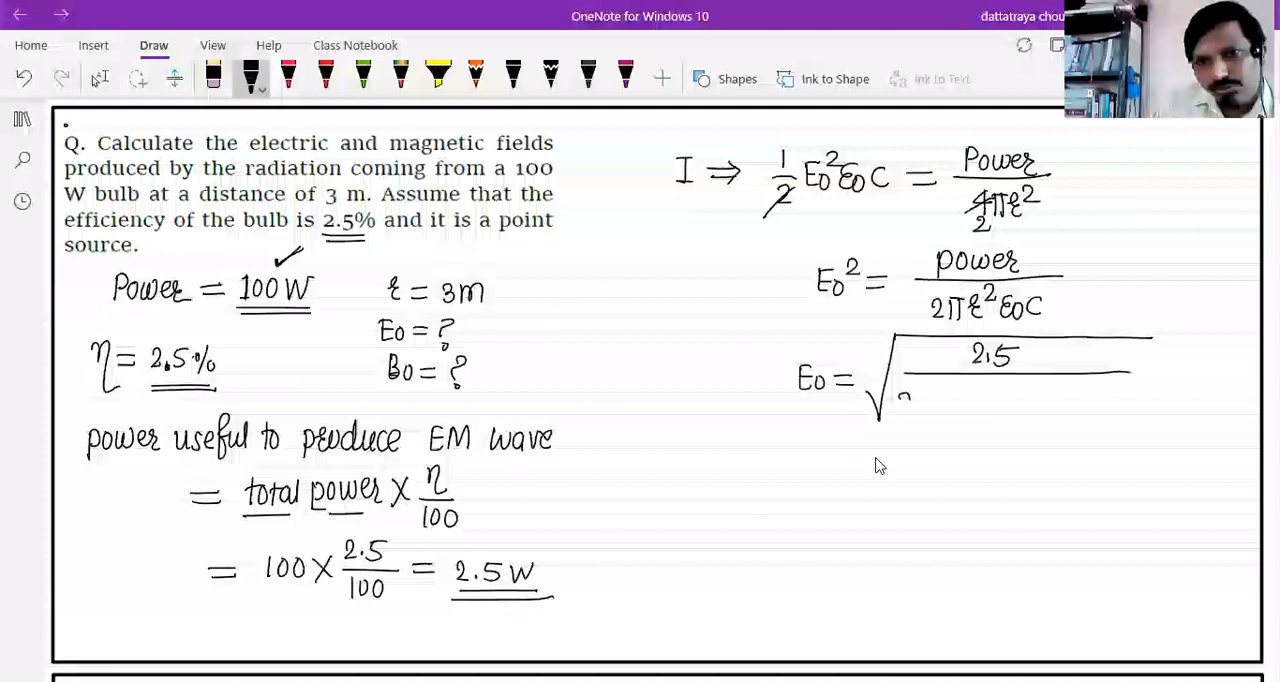 OneNote for Windows 10
dattatraya chou
Home Insert Draw View Help Class Notebook
Shapes Ink to Shape Ink to Text
Q. Calculate the electric and magnetic fields
produced by the radiation coming from a 100
W bulb at a distance of 3 m. Assume that the
efficiency of the bulb is 2.5% and it is a point
source.
Power = 100 W r = 3m
E0 = ?
η = 2.5% B0 = ?
power useful to produce EM wave
= total power × η/100
= 100 × 2.5/100 = 2.5 W
I ⇒ 1/2 E0² ε0 C = Power / 4πr²
2
E0² = power / 2πr² ε0 C
E0 = √ 2.5